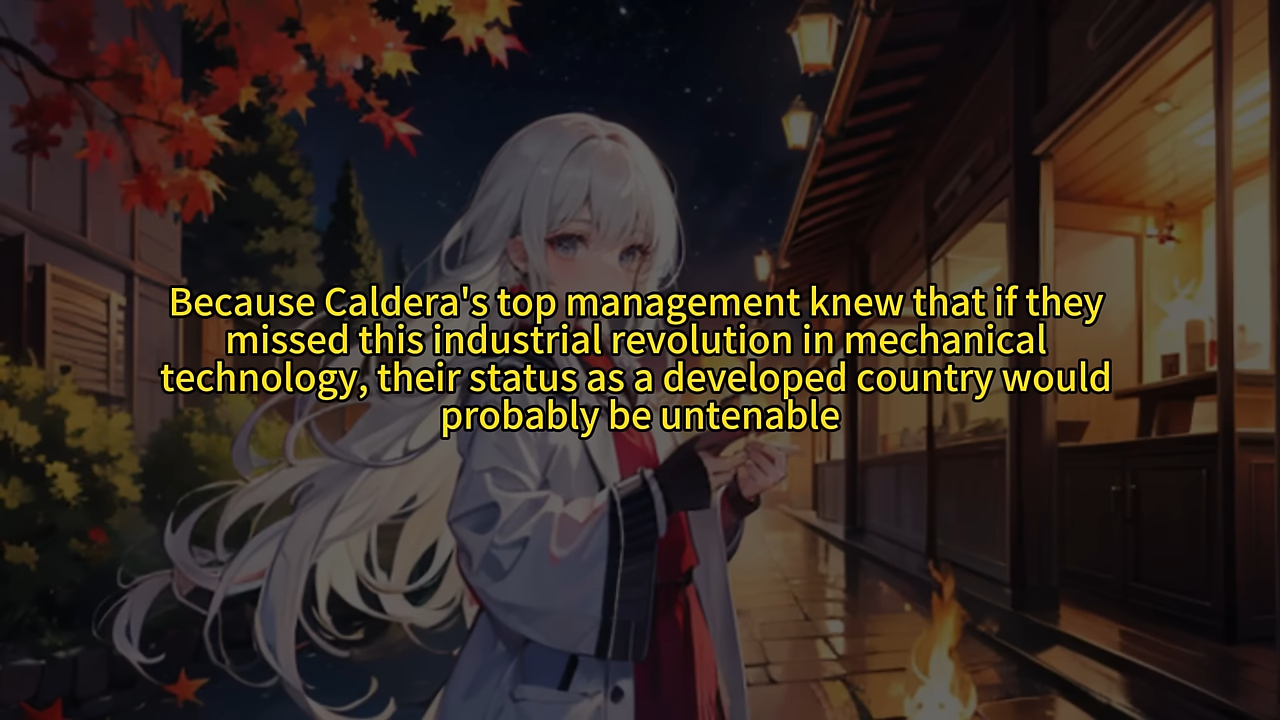 Because Caldera's top management knew that if they
missed this industrial revolution in mechanical
technology, their status as a developed country would
probably be untenable